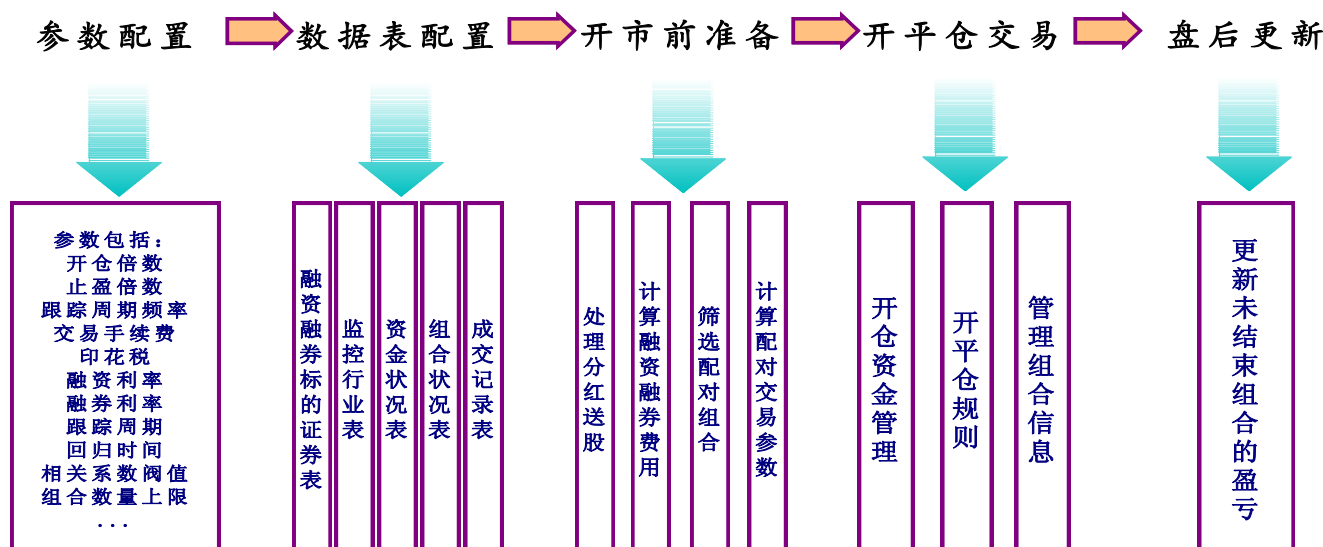 参数配置
数据表配置
开市前准备
开平仓交易
盘后更新
参数包括：
开仓倍数
止盈倍数
跟踪周期频率
交易手续费
印花税
融资利率
融券利率
跟踪周期
回归时间
相关系数阀值
组合数量上限
...
融资融券标的证券表
监控行业表
资金状况表
组合状况表
成交记录表
处理分红送股
计算融资融券费用
筛选配对组合
计算配对交易参数
开仓资金管理
开平仓规则
管理组合信息
更新未结束组合的盈亏